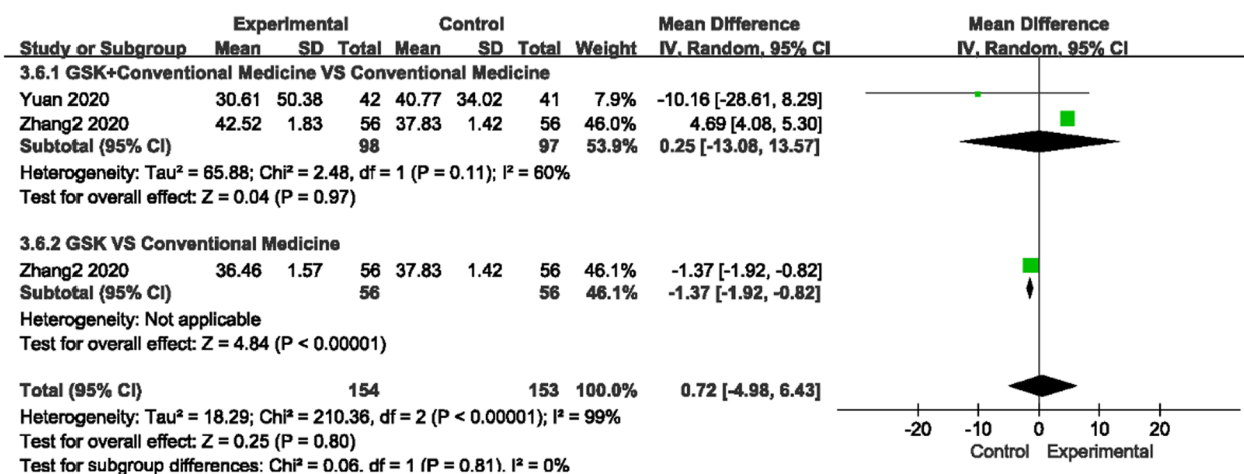 Experimental Control Mean Difference Mean Difference
Study or Subgroup Mean SD Total Mean SD Total Weight IV, Random, 95% CI IV, Random, 95% CI
3.6.1 GSK+Conventional Medicine VS Conventional Medicine
Yuan 2020 30.61 50.38 42 40.77 34.02 41 7.9% -10.16 [-28.61, 8.29]
Zhang2 2020 42.52 1.83 56 37.83 1.42 56 46.0% 4.69 [4.08, 5.30]
Subtotal (95% CI) 98 97 53.9% 0.25 [-13.08, 13.57]
Heterogeneity: Tau² = 65.88; Chi² = 2.48, df = 1 (P = 0.11); I² = 60%
Test for overall effect: Z = 0.04 (P = 0.97)
3.6.2 GSK VS Conventional Medicine
Zhang2 2020 36.46 1.57 56 37.83 1.42 56 46.1% -1.37 [-1.92, -0.82]
Subtotal (95% CI) 56 56 46.1% -1.37 [-1.92, -0.82]
Heterogeneity: Not applicable
Test for overall effect: Z = 4.84 (P < 0.00001)
Total (95% CI) 154 153 100.0% 0.72 [-4.98, 6.43]
Heterogeneity: Tau² = 18.29; Chi² = 210.36, df = 2 (P < 0.00001); I² = 99%
Test for overall effect: Z = 0.25 (P = 0.80)
Test for subgroup differences: Chi² = 0.06, df = 1 (P = 0.81), I² = 0%
-20 -10 0 10 20
Control Experimental